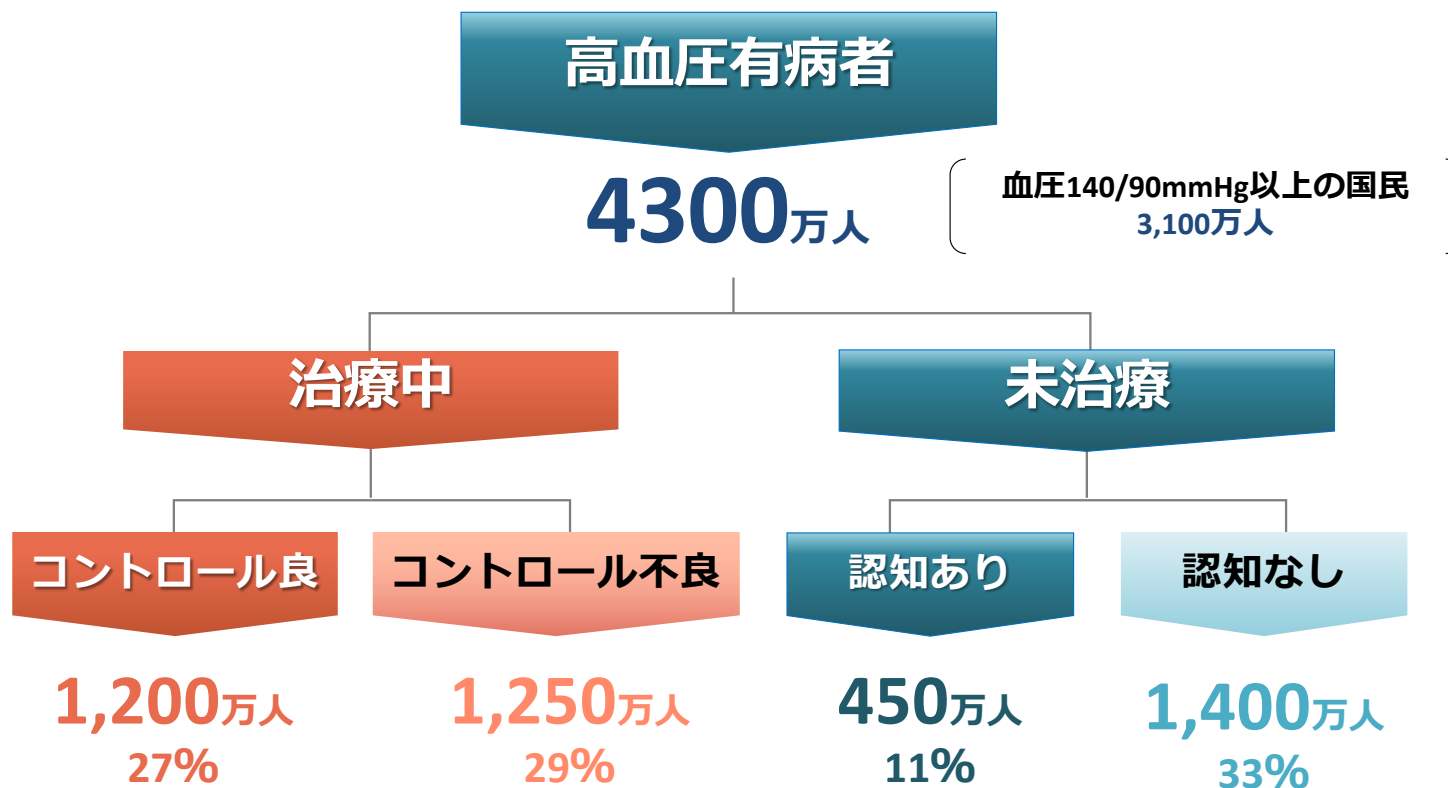 高血圧有病者
4300万人
血圧140/90mmHg以上の国民
3,100万人
治療中
未治療
コントロール良
コントロール不良
認知あり
認知なし
1,200万人
1,250万人
450万人
1,400万人
27%
29%
11%
33%